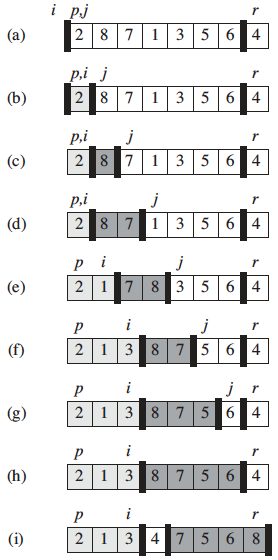 i p,j r
(a) 2 8 7 1 3 5 6 4
p,i j r
(b) 2 8 7 1 3 5 6 4
p,i j r
(c) 2 8 7 1 3 5 6 4
p,i j r
(d) 2 8 7 1 3 5 6 4
p i j r
(e) 2 1 7 8 3 5 6 4
p i j r
(f) 2 1 3 8 7 5 6 4
p i j r
(g) 2 1 3 8 7 5 6 4
p i r
(h) 2 1 3 8 7 5 6 4
p i r
(i) 2 1 3 4 7 5 6 8